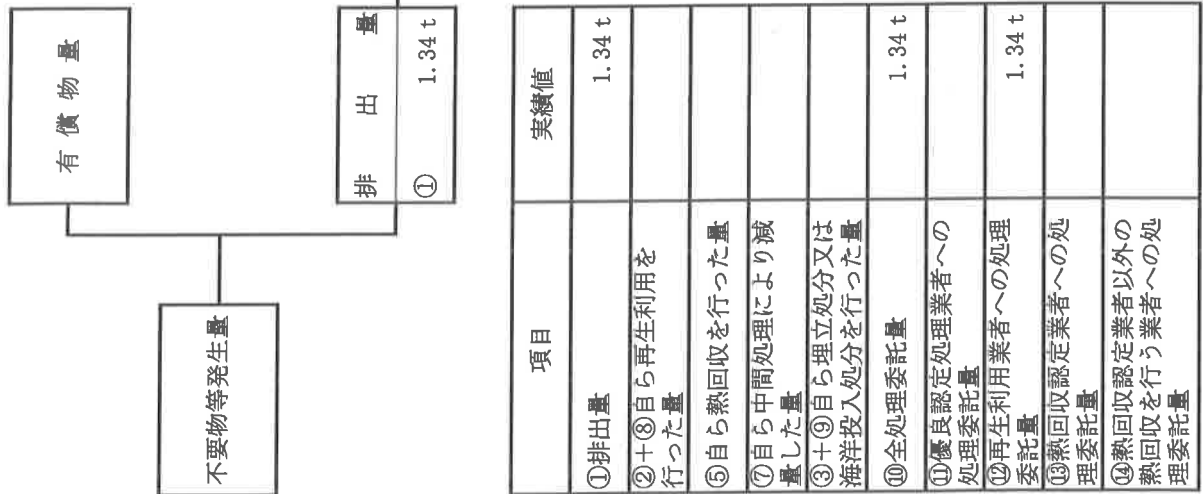 有償物量
不要物等発生量
排出量
① 1.34 t
項目 実績値
①排出量 1.34 t
②+⑧自ら再生利用を
行った量
⑤自ら熱回収を行った量
⑦自ら中間処理により減
量した量
③+⑨自ら埋立処分又は
海洋投入処分を行った量
⑩全処理委託量 1.34 t
⑪優良認定処理業者への
処理委託量
⑫再生利用業者への処理
委託量 1.34 t
⑬熱回収認定業者への処
理委託量
⑭熱回収認定業者以外の
熱回収を行う業者への処
理委託量